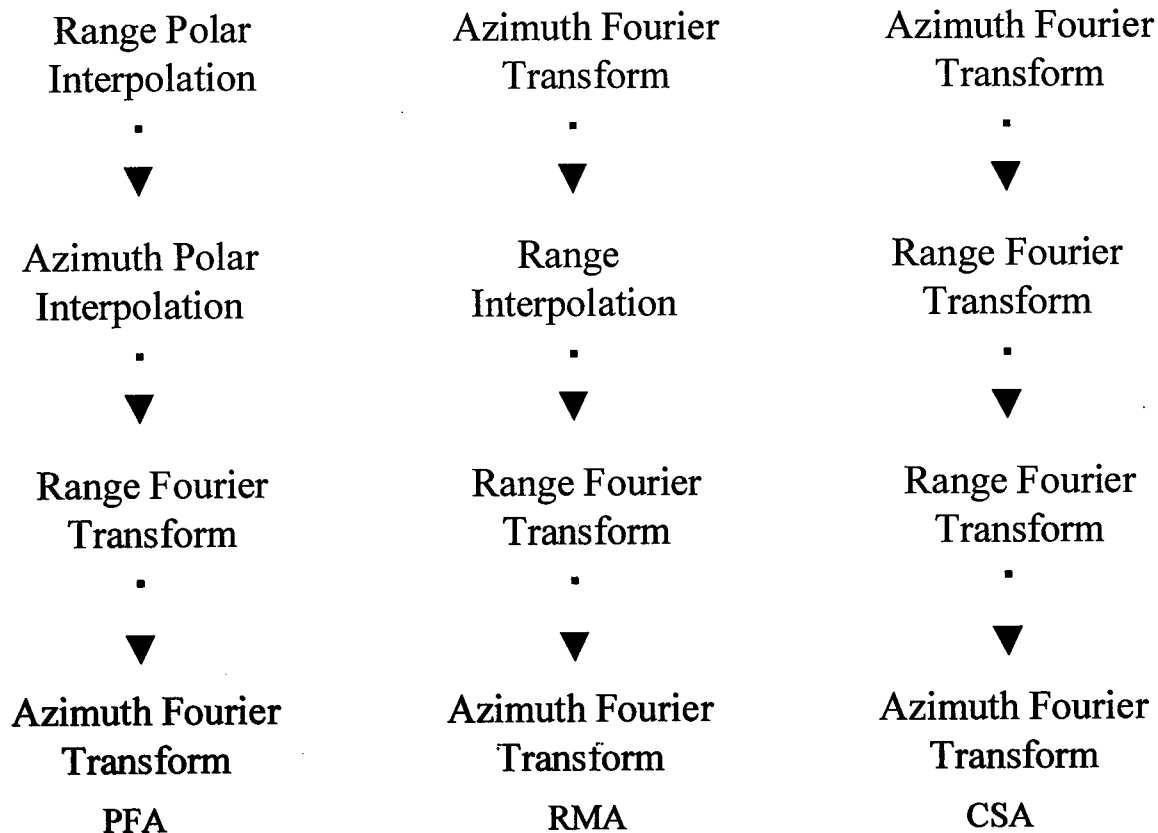 Range Polar
Interpolation
Azimuth Polar
Interpolation
Range Fourier
Transform
Azimuth Fourier
Transform
PFA
Azimuth Fourier
Transform
Range
Interpolation
Range Fourier
Transform
Azimuth Fourier
Transform
RMA
Azimuth Fourier
Transform
Range Fourier
Transform
Range Fourier
Transform
Azimuth Fourier
Transform
CSA